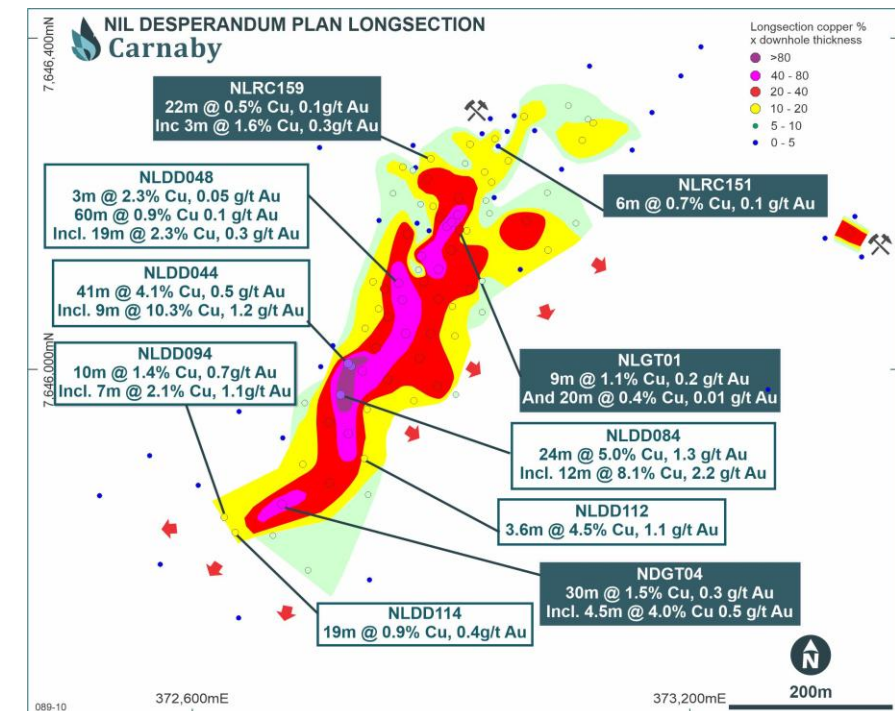 NIL DESPERANDUM PLAN LONGSECTION
Carnaby
Longsection copper %
x downhole thickness
>80
40 - 80
20 - 40
10 - 20
5 - 10
0 - 5
7,646,400mN
NLRC159
22m @ 0.5% Cu, 0.1g/t Au
Inc 3m @ 1.6% Cu, 0.3g/t Au
NLDD048
3m @ 2.3% Cu, 0.05 g/t Au
60m @ 0.9% Cu 0.1 g/t Au
Incl. 19m @ 2.3% Cu, 0.3 g/t Au
NLRC151
6m @ 0.7% Cu, 0.1 g/t Au
NLDD044
41m @ 4.1% Cu, 0.5 g/t Au
Incl. 9m @ 10.3% Cu, 1.2 g/t Au
7,646,000mN
NLDD094
10m @ 1.4% Cu, 0.7g/t Au
Incl. 7m @ 2.1% Cu, 1.1g/t Au
NLGT01
9m @ 1.1% Cu, 0.2 g/t Au
And 20m @ 0.4% Cu, 0.01 g/t Au
NLDD084
24m @ 5.0% Cu, 1.3 g/t Au
Incl. 12m @ 8.1% Cu, 2.2 g/t Au
NLDD112
3.6m @ 4.5% Cu, 1.1 g/t Au
NDGT04
30m @ 1.5% Cu, 0.3 g/t Au
Incl. 4.5m @ 4.0% Cu 0.5 g/t Au
NLDD114
19m @ 0.9% Cu, 0.4g/t Au
N
200m
089-10
372,600mE
373,200mE